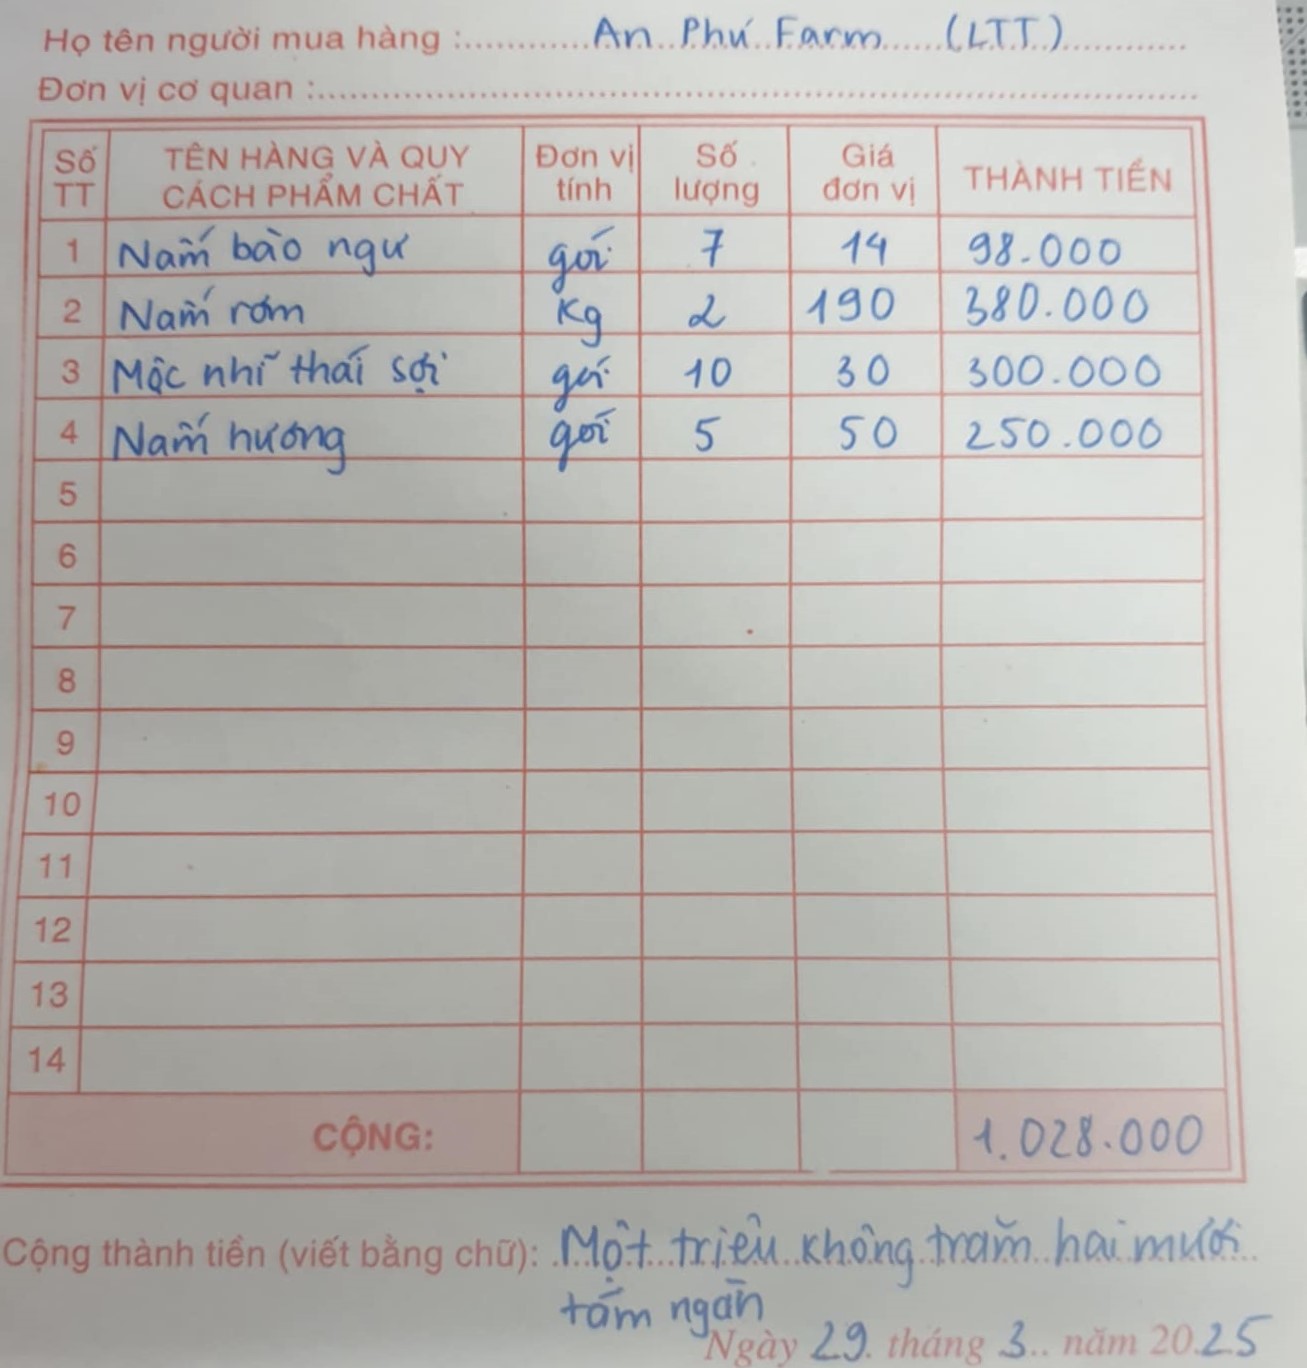 Họ tên người mua hàng : An Phú Farm (LTT)
Đơn vị cơ quan :
Số TT TÊN HÀNG VÀ QUY CÁCH PHẨM CHẤT Đơn vị tính Số lượng Giá đơn vị THÀNH TIỀN
1 Nấm bào ngư gói 7 14 98.000
2 Nấm rơm Kg 2 190 380.000
3 Mộc nhĩ thái sợi gói 10 30 300.000
4 Nấm hương gói 5 50 250.000
5
6
7
8
9
10
11
12
13
14
CỘNG: 1.028.000
Cộng thành tiền (viết bằng chữ): Một triệu không trăm hai mươi
tám ngàn
Ngày 29 tháng 3 năm 2025